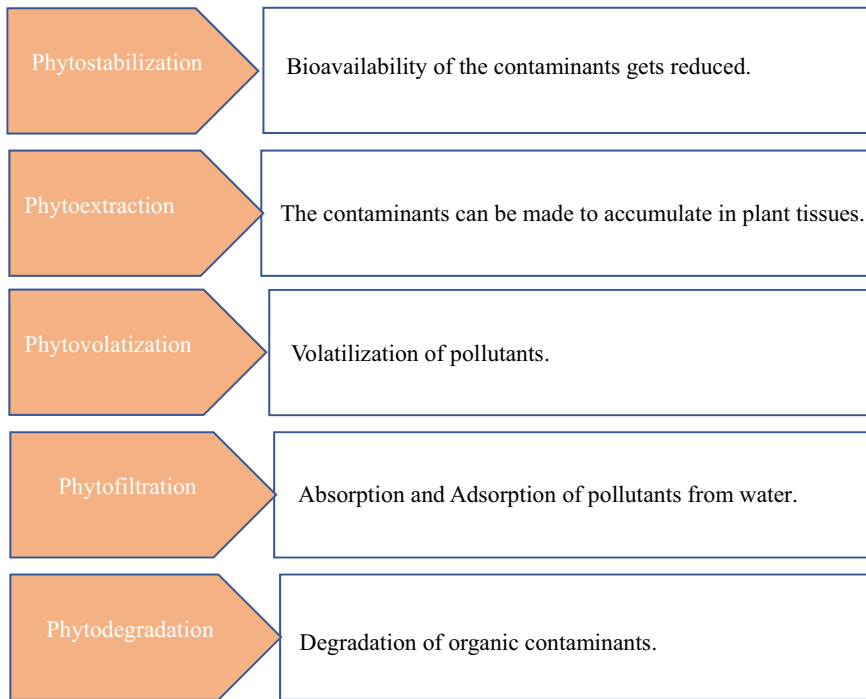 Phytostabilization
Bioavailability of the contaminants gets reduced.
Phytoextraction
The contaminants can be made to accumulate in plant tissues.
Phytovolatization
Volatilization of pollutants.
Phytofiltration
Absorption and Adsorption of pollutants from water.
Phytodegradation
Degradation of organic contaminants.